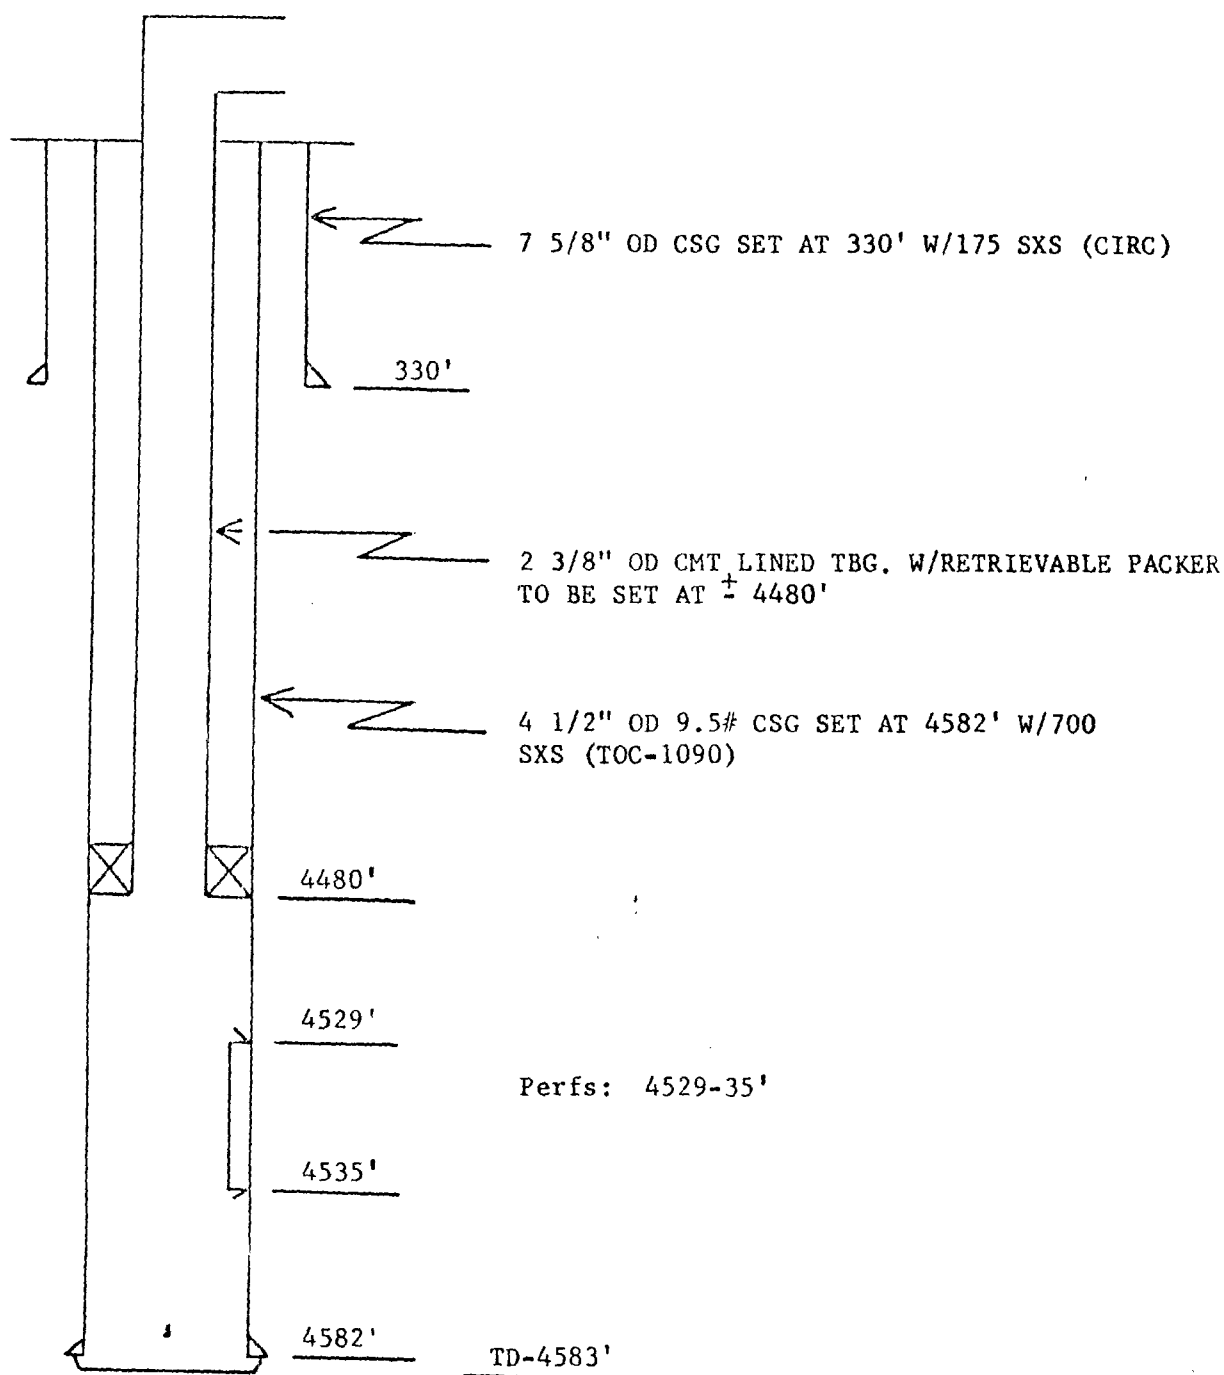 7 5/8" OD CSG SET AT 330' W/175 SXS (CIRC)
330'
2 3/8" OD CMT LINED TBG. W/RETRIEVABLE PACKER
TO BE SET AT ± 4480'
4 1/2" OD 9.5# CSG SET AT 4582' W/700
SXS (TOC-1090)
4480'
4529'
Perfs: 4529-35'
4535'
4582'
TD-4583'